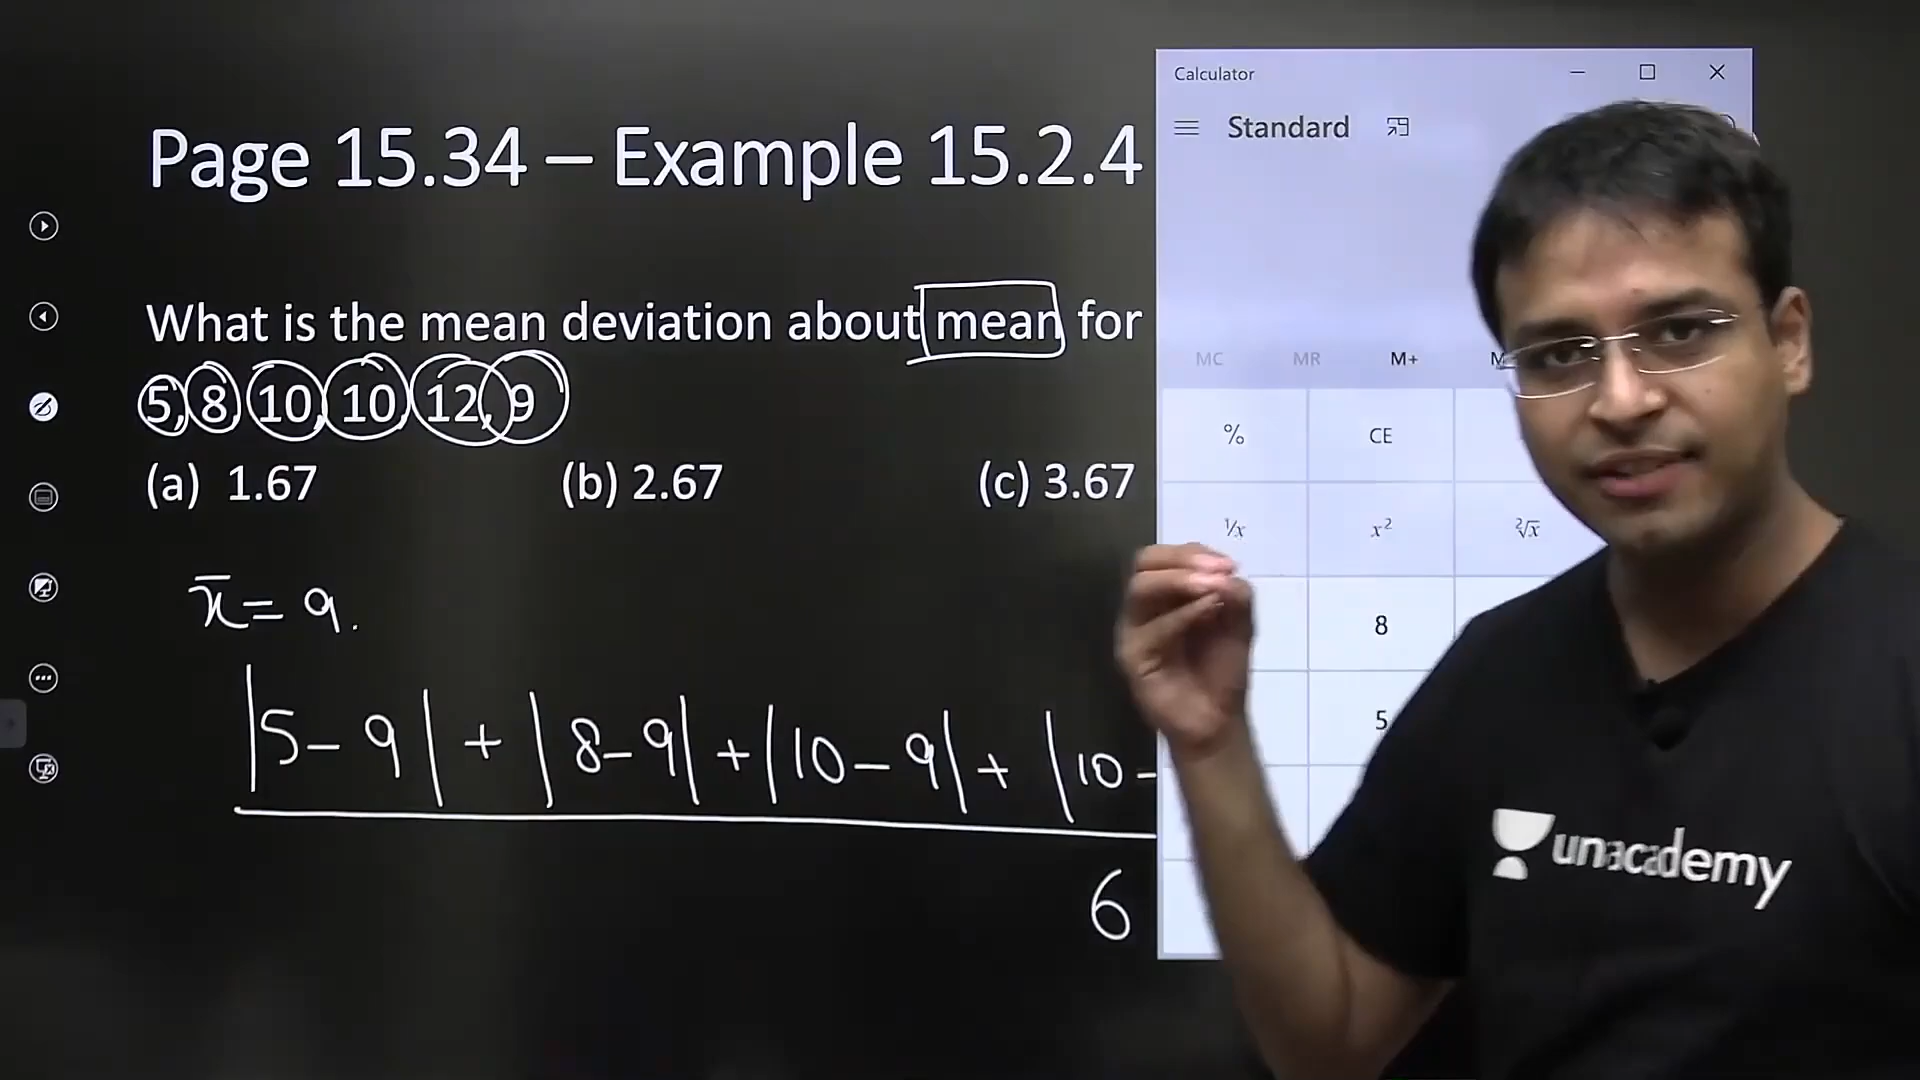 Page 15.34 – Example 15.2.4
What is the mean deviation about mean for
5, 8, 10, 10, 12, 9
(a) 1.67 (b) 2.67 (c) 3.67
x̄ = 9.
|5-9| + |8-9| + |10-9| + |10-
6
Calculator
Standard
MC MR M+
% CE
¹/x x² ²√x
8
5
unacademy